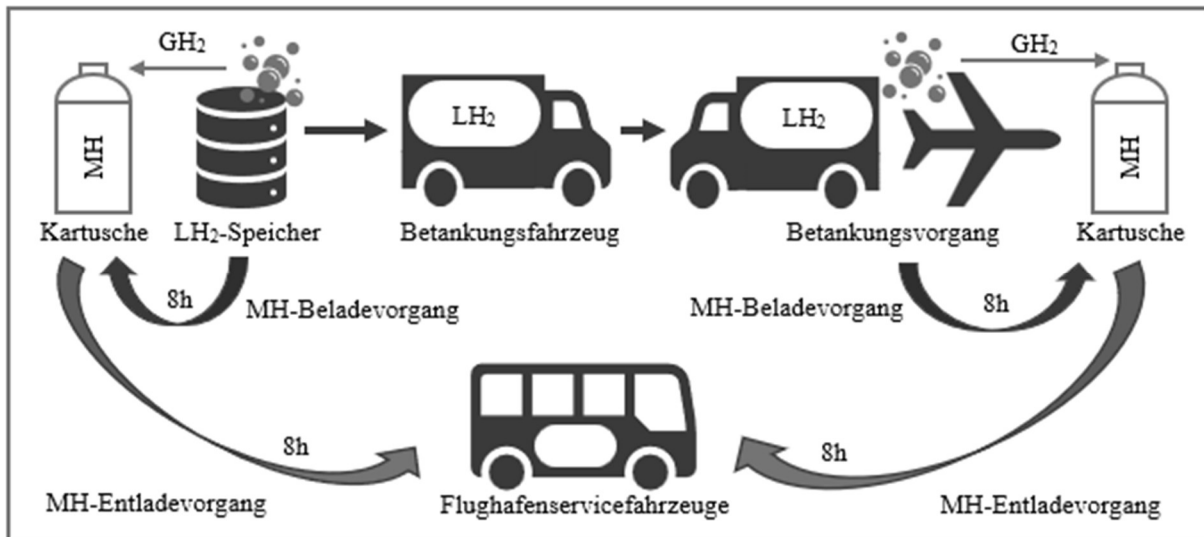 GH₂
GH₂
MH
LH₂
LH₂
MH
Kartusche
LH₂-Speicher
Betankungsfahrzeug
Betankungsvorgang
Kartusche
8h
8h
MH-Beladevorgang
MH-Beladevorgang
8h
8h
MH-Entladevorgang
Flughafenservicefahrzeuge
MH-Entladevorgang